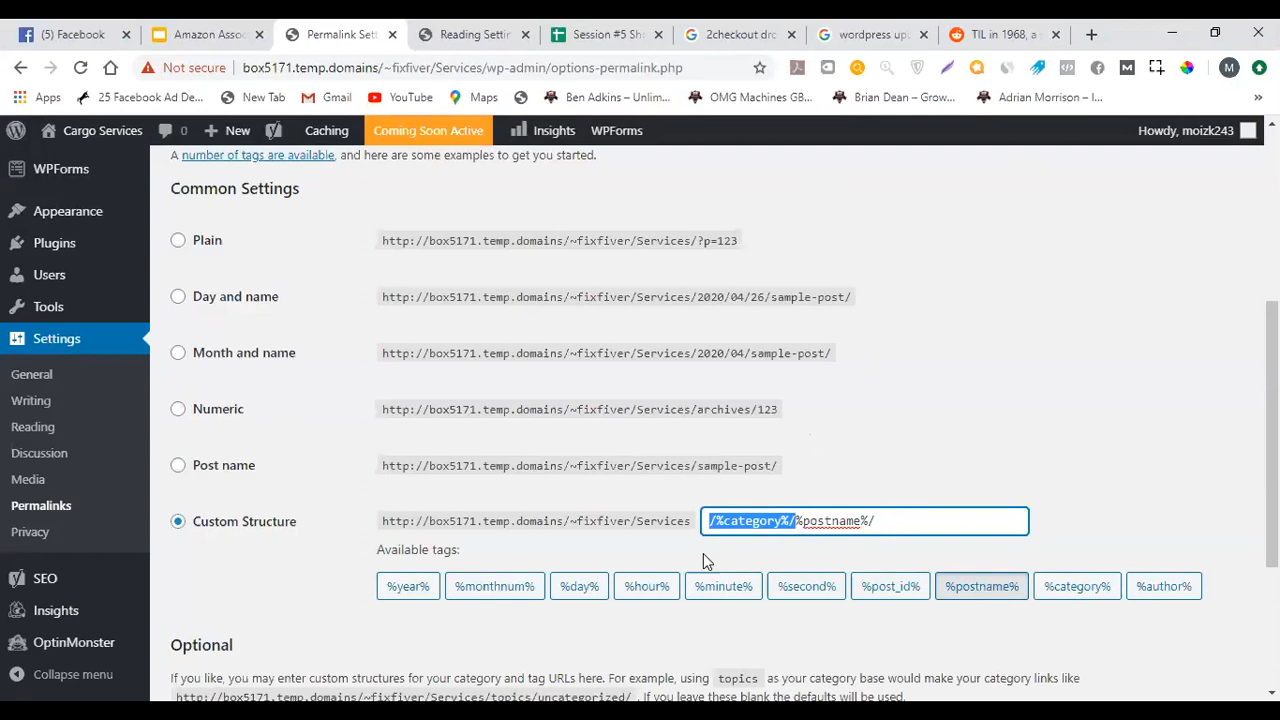 (5) Facebook
Amazon Asso
Permalink Sett
Reading Settin
Session #5 Sh
2checkout dro
wordpress up
TIL in 1968, a
Not secure
box5171.temp.domains/~fixfiver/Services/wp-admin/options-permalink.php
M
Apps
25 Facebook Ad De...
New Tab
Gmail
YouTube
Maps
Ben Adkins – Unlim...
OMG Machines GB...
Brian Dean – Grow...
Adrian Morrison – I...
Cargo Services
0
New
Caching
Coming Soon Active
Insights
WPForms
Howdy, moizk243
WPForms
Appearance
Plugins
Users
Tools
Settings
General
Writing
Reading
Discussion
Media
Permalinks
Privacy
SEO
Insights
OptinMonster
Collapse menu
A number of tags are available, and here are some examples to get you started.
Common Settings
Plain
http://box5171.temp.domains/~fixfiver/Services/?p=123
Day and name
http://box5171.temp.domains/~fixfiver/Services/2020/04/26/sample-post/
Month and name
http://box5171.temp.domains/~fixfiver/Services/2020/04/sample-post/
Numeric
http://box5171.temp.domains/~fixfiver/Services/archives/123
Post name
http://box5171.temp.domains/~fixfiver/Services/sample-post/
Custom Structure
http://box5171.temp.domains/~fixfiver/Services
/%category%/%postname%/
Available tags:
%year%
%monthnum%
%day%
%hour%
%minute%
%second%
%post_id%
%postname%
%category%
%author%
Optional
If you like, you may enter custom structures for your category and tag URLs here. For example, using topics as your category base would make your category links like
http://box5171.temp.domains/~fixfiver/Services/topics/uncategorized/ . If you leave these blank the defaults will be used.